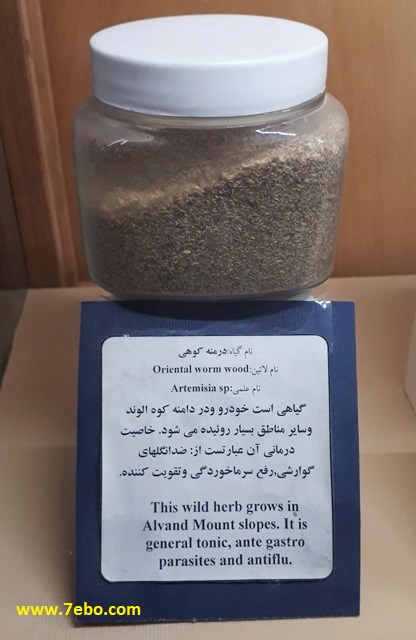 نام گیاه:درمنه کوهی
نام لاتین:Oriental worm wood
نام علمی:Artemisia sp
گیاهی است خودرو ودر دامنه کوه الوند
وسایر مناطق بسیار روئیده می شود. خاصیت
درمانی آن عبارتست از: ضدانگلهای
گوارشی,رفع سرماخوردگی وتقویت کننده.
This wild herb grows in
Alvand Mount slopes. It is
general tonic, ante gastro
parasites and antiflu.
www.7ebo.com